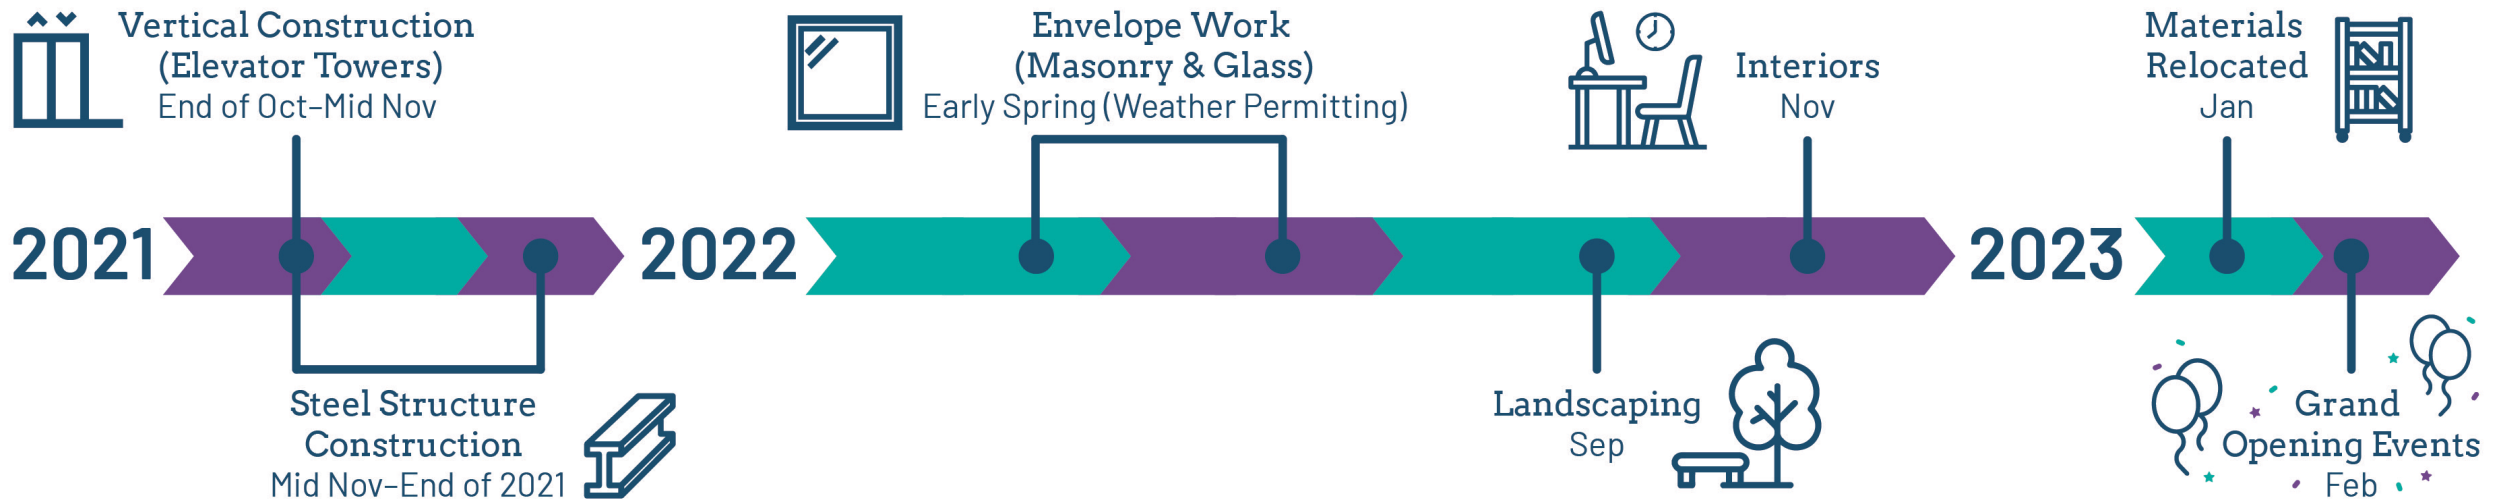 Vertical Construction
(Elevator Towers)
End of Oct–Mid Nov
Envelope Work
(Masonry & Glass)
Early Spring (Weather Permitting)
Interiors
Nov
Materials
Relocated
Jan
2021
2022
2023
Steel Structure
Construction
Mid Nov–End of 2021
Landscaping
Sep
Grand
Opening Events
Feb